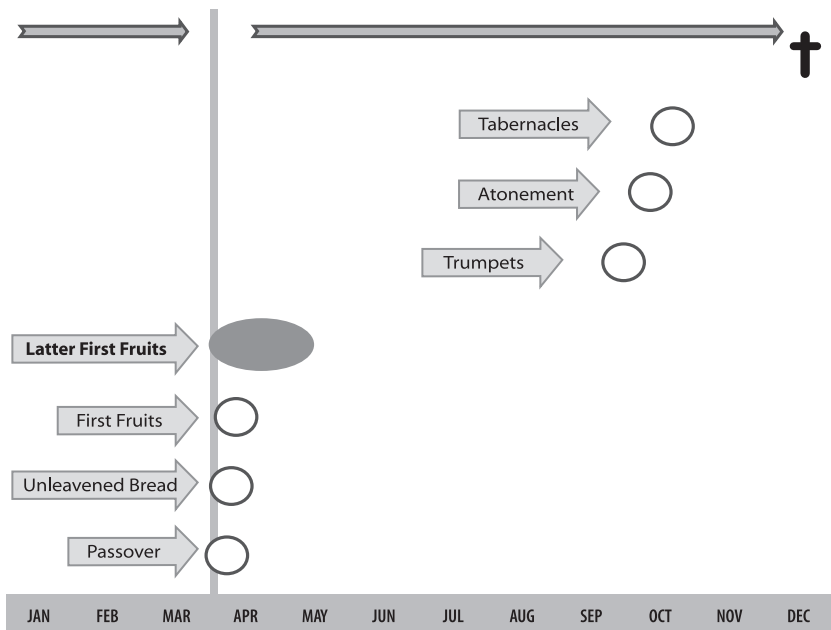 Tabernacles
Atonement
Trumpets
Latter First Fruits
First Fruits
Unleavened Bread
Passover
JAN FEB MAR APR MAY JUN JUL AUG SEP OCT NOV DEC